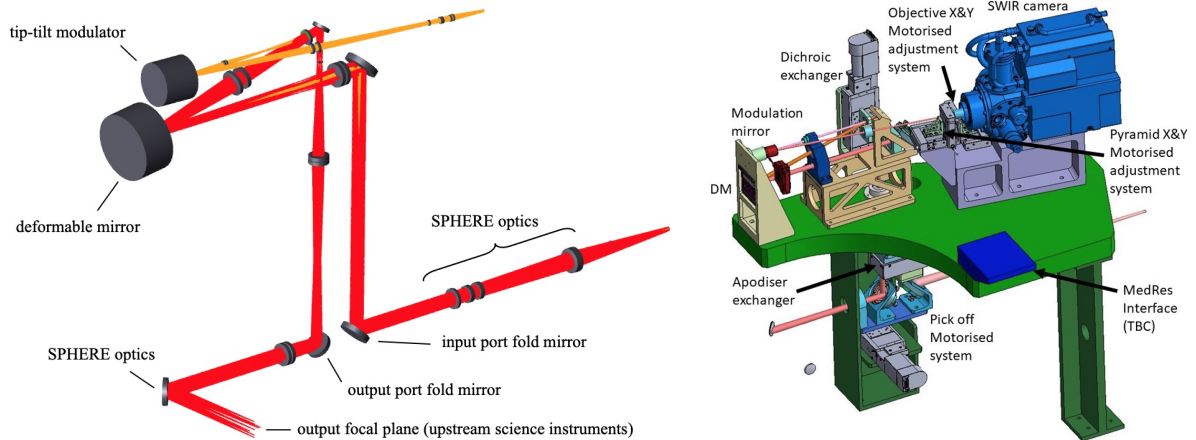 tip-tilt modulator
deformable mirror
SPHERE optics
SPHERE optics
input port fold mirror
output port fold mirror
output focal plane (upstream science instruments)
Objective X&Y
Motorised
adjustment
system
SWIR camera
Dichroic
exchanger
Modulation
mirror
Pyramid X&Y
Motorised
adjustment
system
DM
Apodiser
exchanger
MedRes
Interface
(TBC)
Pick off
Motorised
system